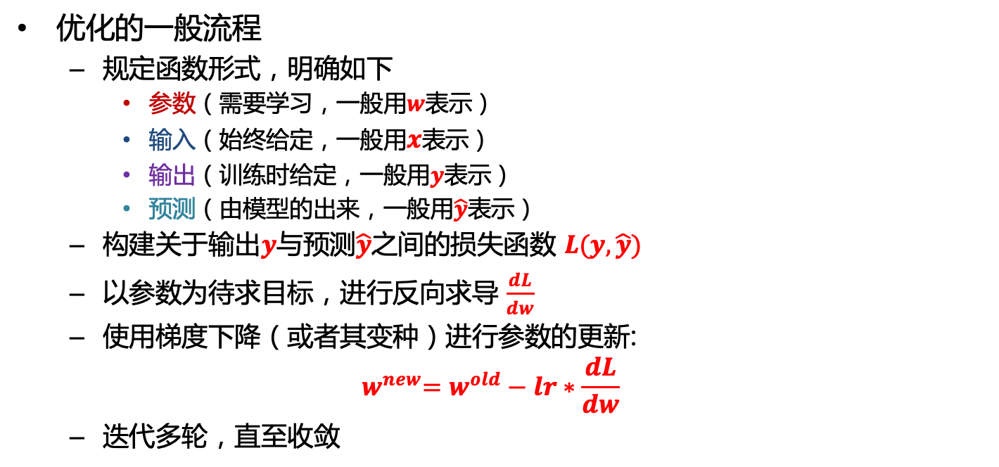 • 优化的一般流程
– 规定函数形式，明确如下
• 参数（需要学习，一般用w表示）
• 输入（始终给定，一般用x表示）
• 输出（训练时给定，一般用y表示）
• 预测（由模型的出来，一般用ŷ表示）
– 构建关于输出y与预测ŷ之间的损失函数 L(y, ŷ)
– 以参数为待求目标，进行反向求导 dL/dw
– 使用梯度下降（或者其变种）进行参数的更新:
w^new = w^old − lr * dL/dw
– 迭代多轮，直至收敛